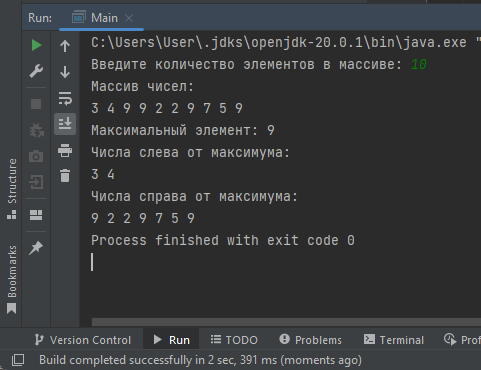 Run: Main ×
C:\Users\User\.jdks\openjdk-20.0.1\bin\java.exe "
Введите количество элементов в массиве: 10
Массив чисел:
3 4 9 9 2 2 9 7 5 9
Максимальный элемент: 9
Числа слева от максимума:
3 4
Числа справа от максимума:
9 2 2 9 7 5 9
Process finished with exit code 0
Structure
Bookmarks
Version Control Run TODO Problems Terminal Prof
Build completed successfully in 2 sec, 391 ms (moments ago)